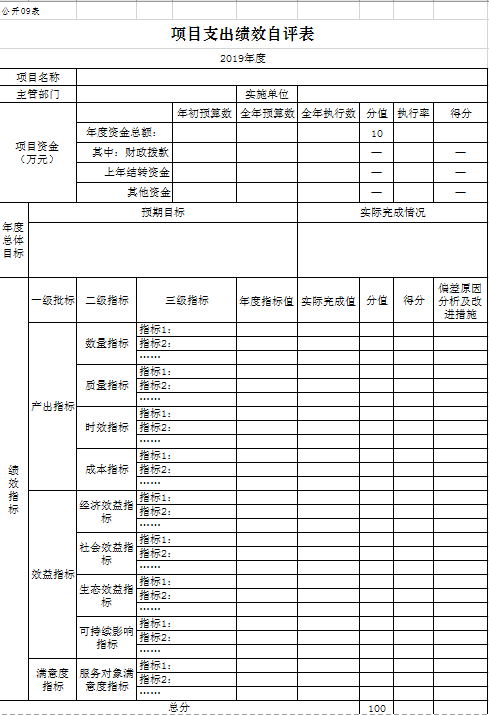 公开09表
项目支出绩效自评表
2019年度
项目名称
主管部门 实施单位
项目资金
（万元）
年初预算数 全年预算数 全年执行数 分值 执行率 得分
年度资金总额： 10
其中：财政拨款 — —
上年结转资金 — —
其他资金 — —
年度
总体
目标
预期目标 实际完成情况
绩
效
指
标
一级批标 二级指标 三级指标 年度指标值 实际完成值 分值 得分
偏差原因
分析及改
进措施
产出指标
数量指标
指标1：
指标2：
……
质量指标
指标1：
指标2：
……
时效指标
指标1：
指标2：
……
成本指标
指标1：
指标2：
……
效益指标
经济效益指
标
指标1：
指标2：
……
社会效益指
标
指标1：
指标2：
……
生态效益指
标
指标1：
指标2：
……
可持续影响
指标
指标1：
指标2：
……
满意度
指标
服务对象满
意度指标
指标1：
指标2：
……
总分 100